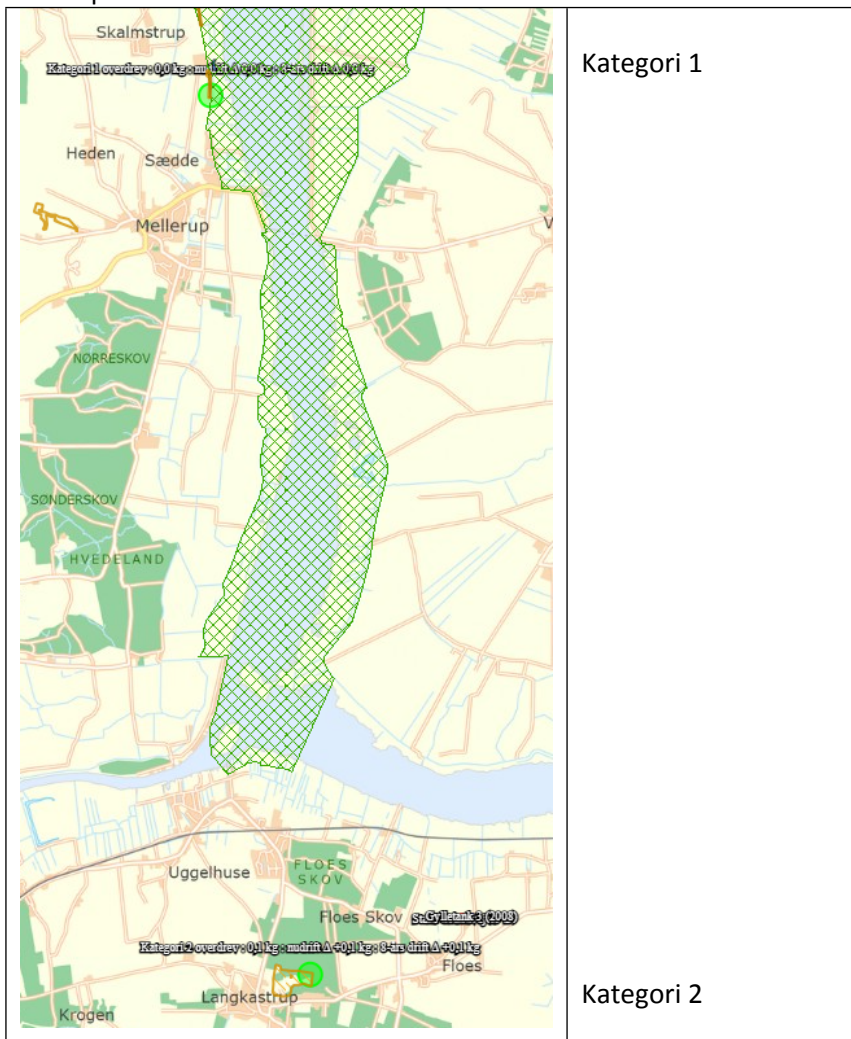 Skalmstrup
Kategori 1 overdrev : 0,0 kg : nudrift Δ 0,0 kg : 8-års drift Δ 0,0 kg
Kategori 1
Heden
Sædde
Mellerup
V
NØRRESKOV
SØNDERSKOV
HVEDELAND
Uggelhuse
FLOES
SKOV
Floes Skov
Gylletank 3 (2008)
Kategori 2 overdrev : 0,1 kg : nudrift Δ +0,1 kg : 8-års drift Δ +0,1 kg
Floes
Langkastrup
Kategori 2
Krogen